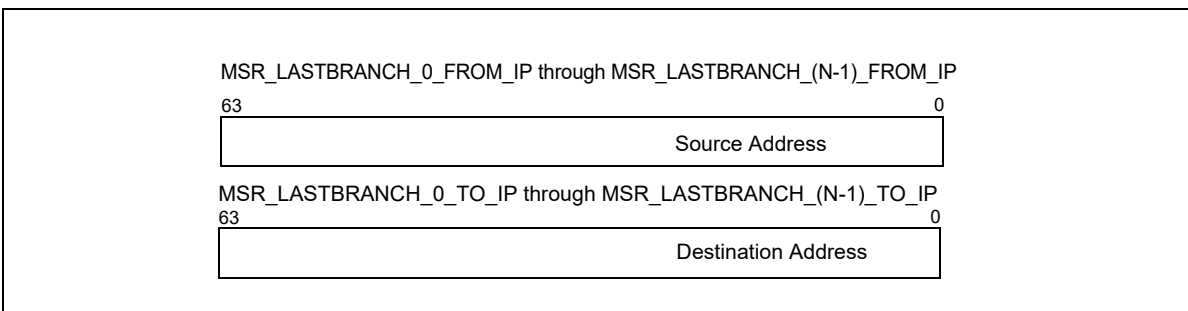 MSR_LASTBRANCH_0_FROM_IP through MSR_LASTBRANCH_(N-1)_FROM_IP
63 0
Source Address
MSR_LASTBRANCH_0_TO_IP through MSR_LASTBRANCH_(N-1)_TO_IP
63 0
Destination Address